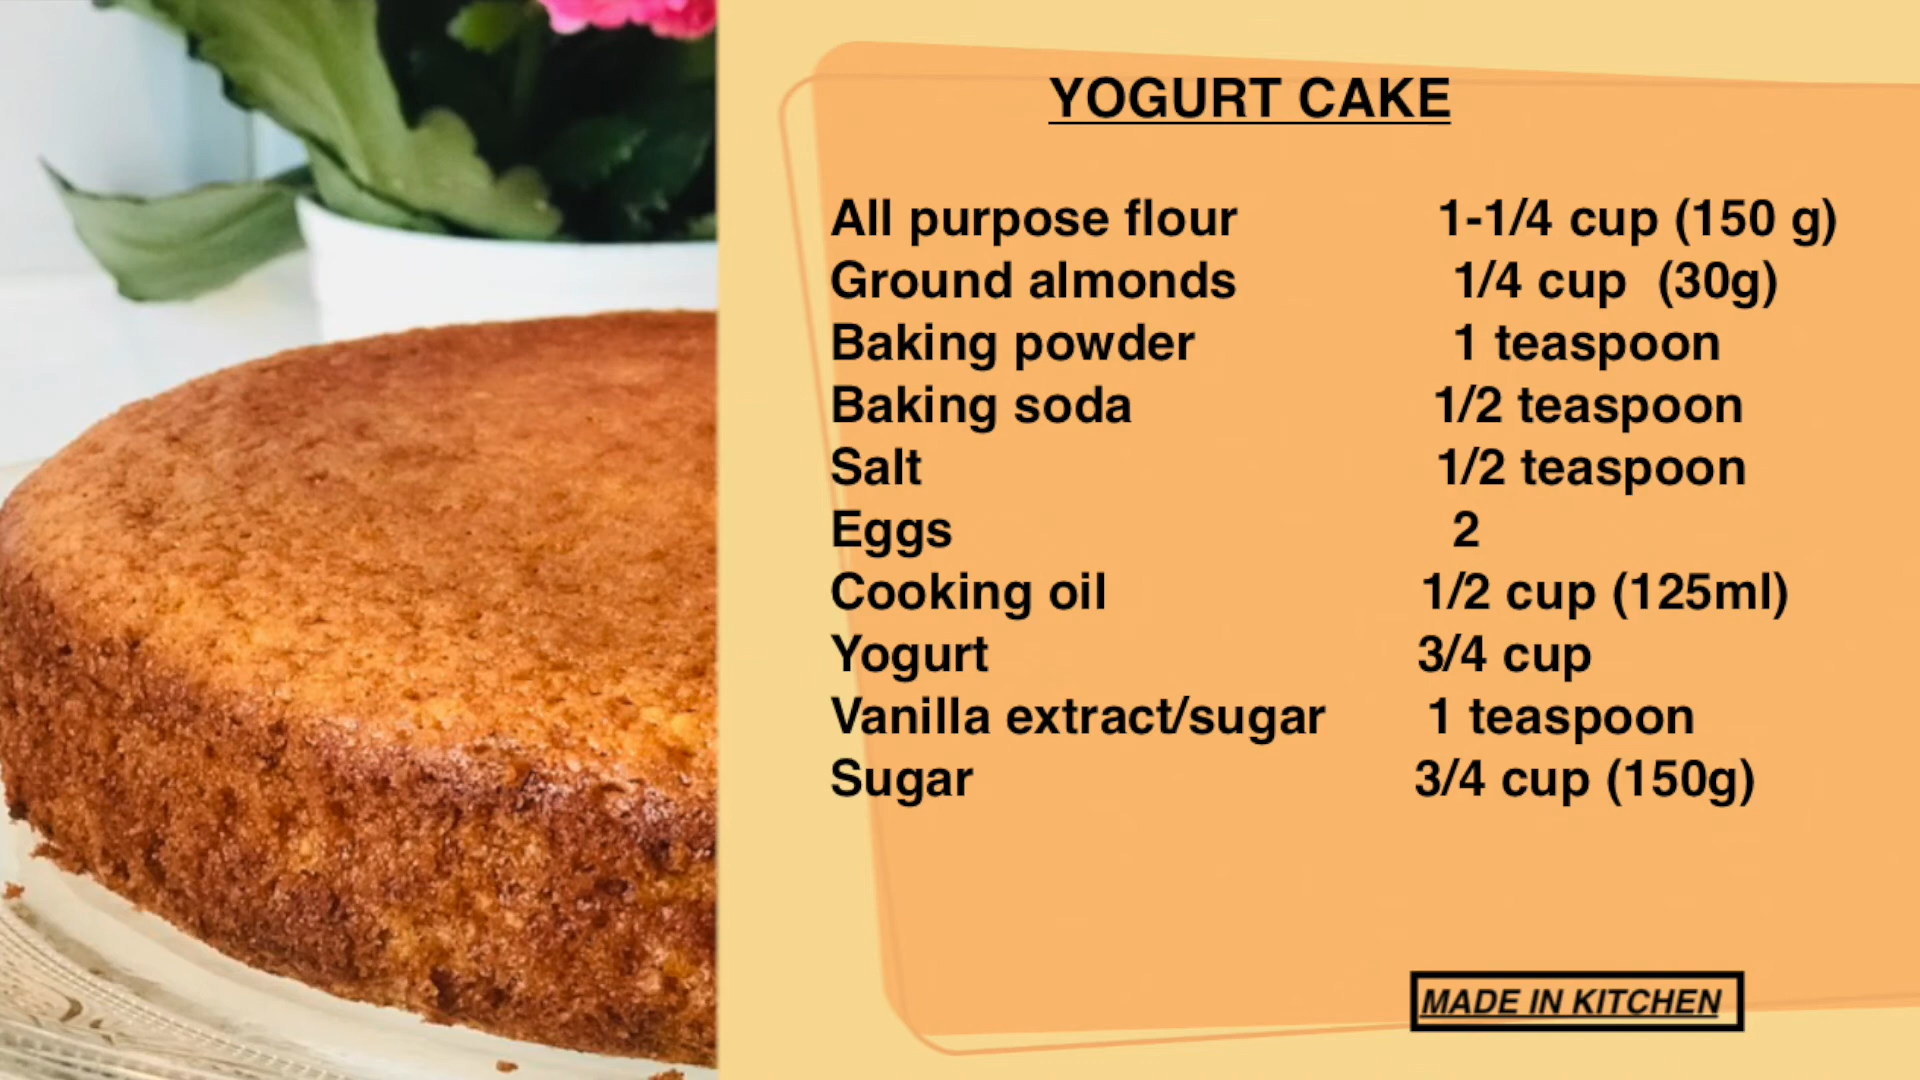 YOGURT CAKE
All purpose flour 1-1/4 cup (150 g)
Ground almonds 1/4 cup (30g)
Baking powder 1 teaspoon
Baking soda 1/2 teaspoon
Salt 1/2 teaspoon
Eggs 2
Cooking oil 1/2 cup (125ml)
Yogurt 3/4 cup
Vanilla extract/sugar 1 teaspoon
Sugar 3/4 cup (150g)
MADE IN KITCHEN